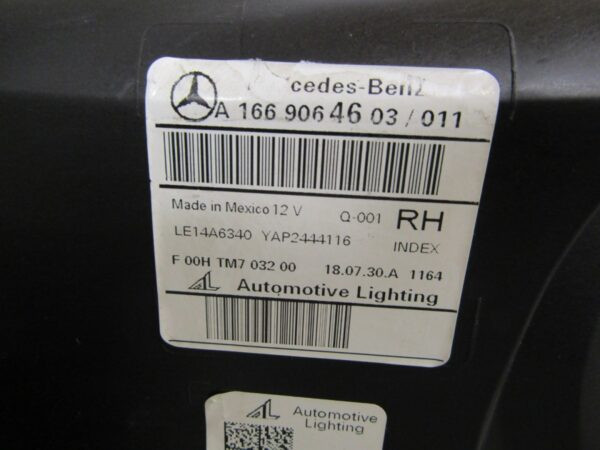 cedes-Benz
A 166 906 46 03 / 011
Made in Mexico 12 V Q-001 RH
LE14A6340 YAP2444116 INDEX
F 00H TM7 032 00 18.07.30.A 1164
Automotive Lighting
Automotive
Lighting